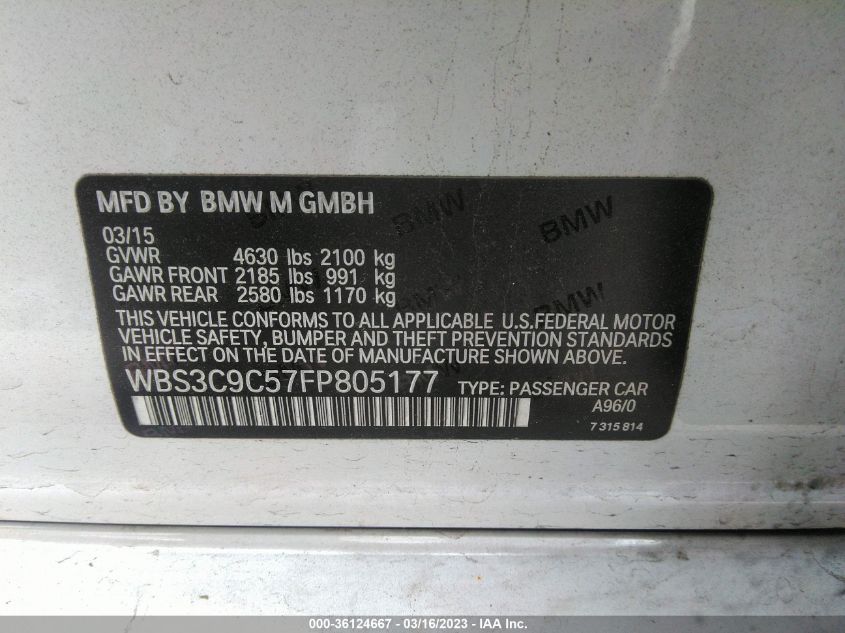 MFD BY BMW M GMBH
03/15
GVWR 4630 lbs 2100 kg
GAWR FRONT 2185 lbs 991 kg
GAWR REAR 2580 lbs 1170 kg
THIS VEHICLE CONFORMS TO ALL APPLICABLE U.S.FEDERAL MOTOR
VEHICLE SAFETY, BUMPER AND THEFT PREVENTION STANDARDS
IN EFFECT ON THE DATE OF MANUFACTURE SHOWN ABOVE.
WBS3C9C57FP805177 TYPE: PASSENGER CAR
A96/0
7 315 814
BMW
BMW
BMW
000-36124667 - 03/16/2023 - IAA Inc.